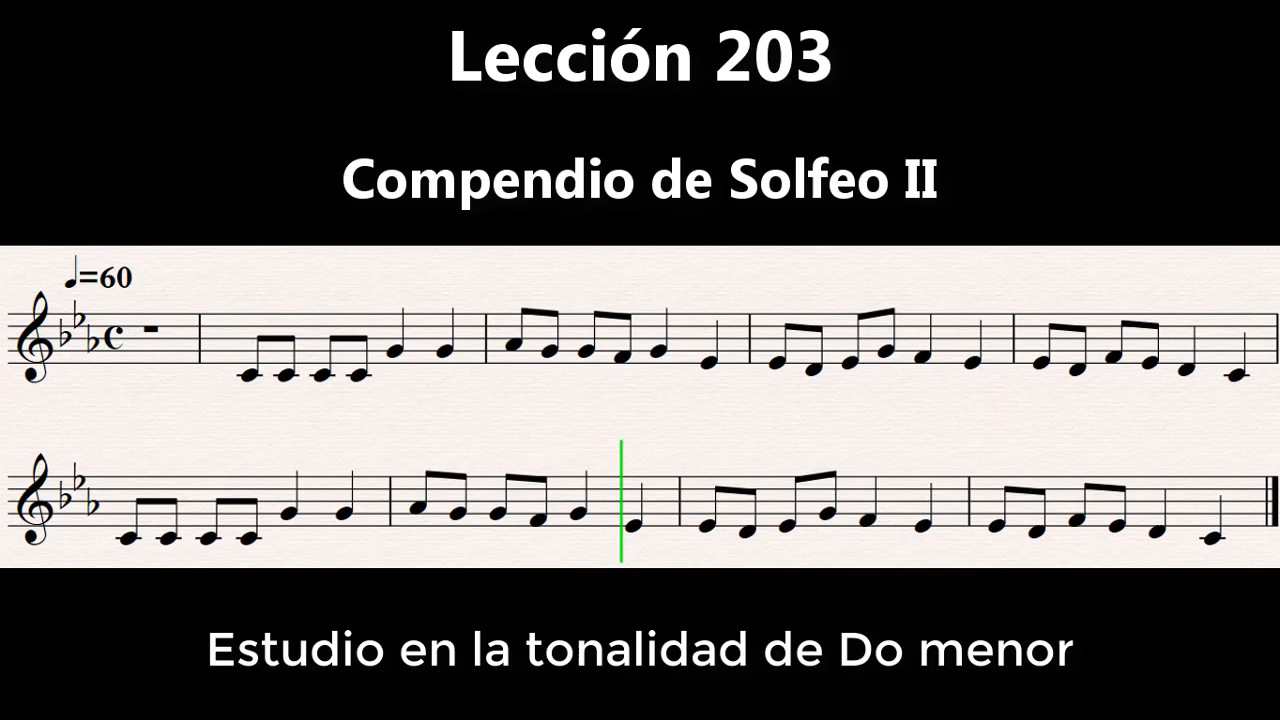 Lección 203
Compendio de Solfeo II
♩=60
Estudio en la tonalidad de Do menor